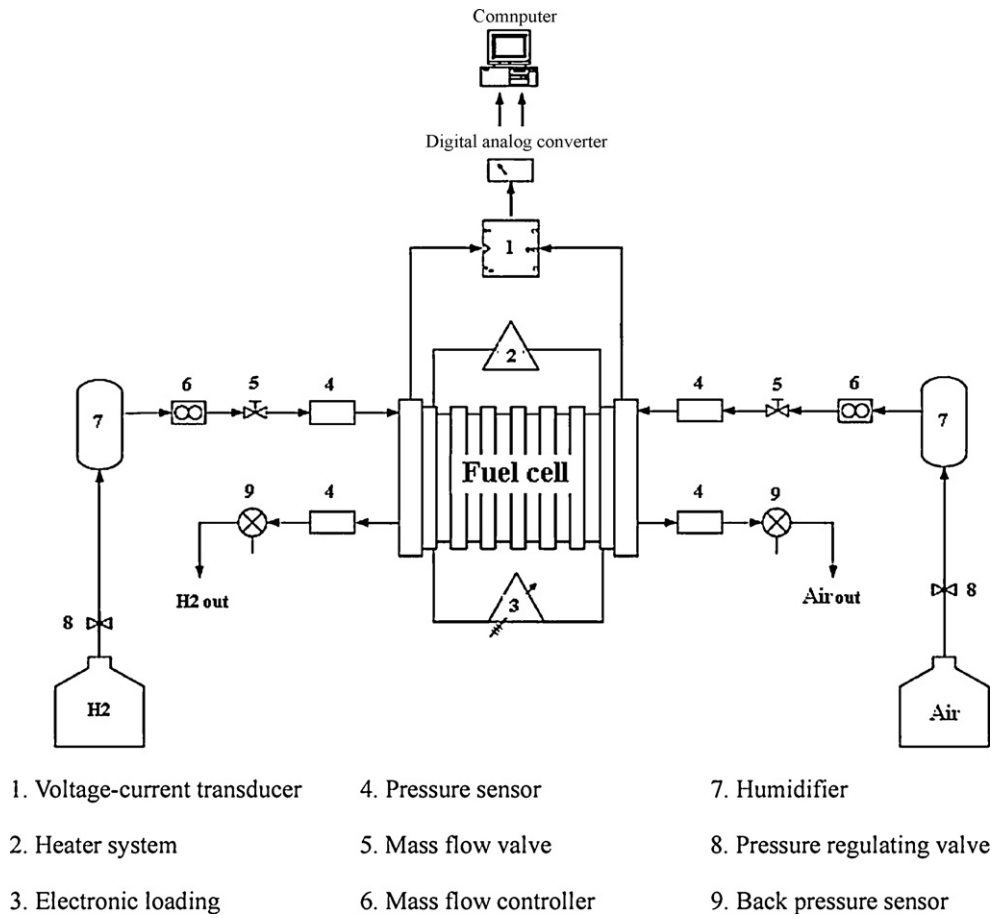 Comnputer
Digital analog converter
1
2
6 5 4
4 5 6
7
7
Fuel cell
9 4
4 9
H2 out
3
Air out
8
8
H2
Air
1. Voltage-current transducer
4. Pressure sensor
7. Humidifier
2. Heater system
5. Mass flow valve
8. Pressure regulating valve
3. Electronic loading
6. Mass flow controller
9. Back pressure sensor